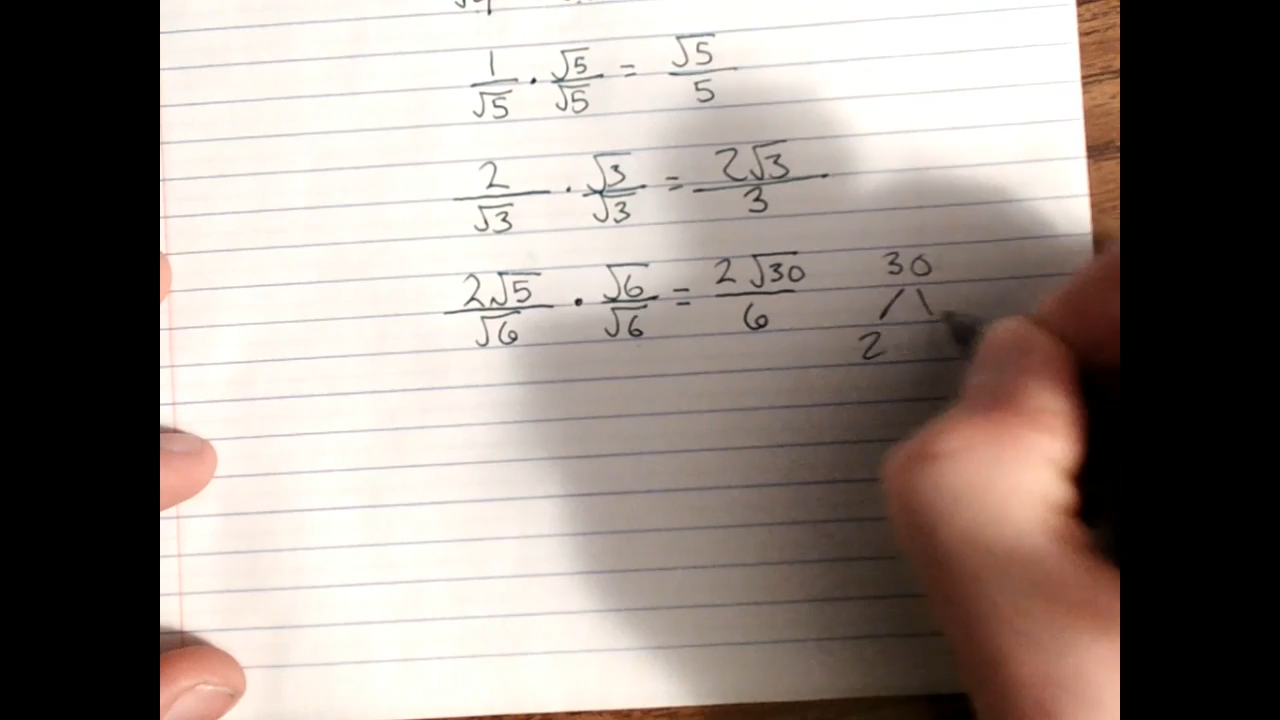 1/√5 · √5/√5 = √5/5
2/√3 · √3/√3 = 2√3/3
2√5/√6 · √6/√6 = 2√30/6
30
2